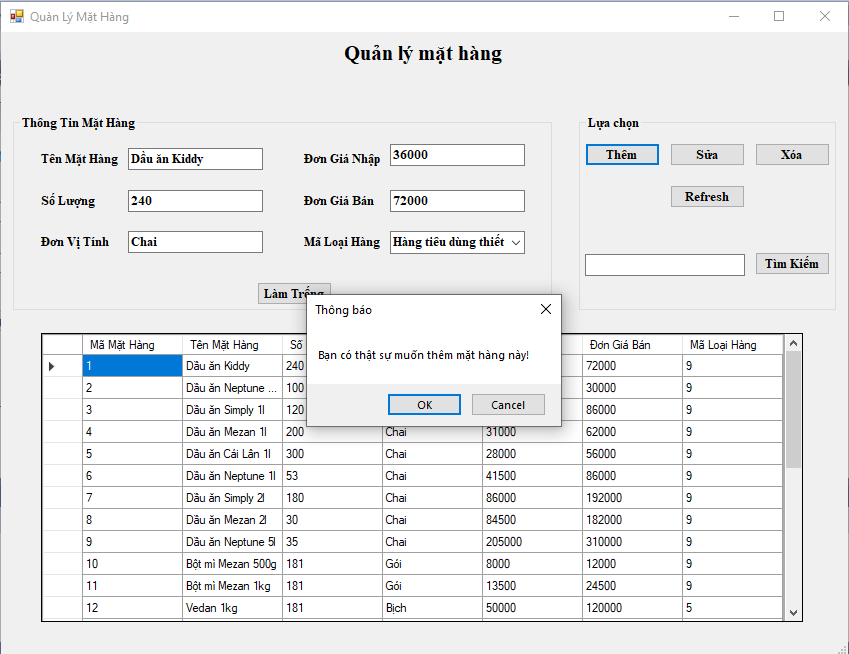 Quản Lý Mặt Hàng
Quản lý mặt hàng
Thông Tin Mặt Hàng
Lựa chọn
Tên Mặt Hàng Dầu ăn Kiddy Đơn Giá Nhập 36000
Thêm Sửa Xóa
Số Lượng 240 Đơn Giá Bán 72000
Refresh
Đơn Vị Tính Chai Mã Loại Hàng Hàng tiêu dùng thiết
Tìm Kiếm
Làm Trống
Thông báo
Bạn có thật sự muốn thêm mặt hàng này!
OK Cancel
Mã Mặt Hàng Tên Mặt Hàng Số Đơn Giá Bán Mã Loại Hàng
1 Dầu ăn Kiddy 240 72000 9
2 Dầu ăn Neptune ... 100 30000 9
3 Dầu ăn Simply 1l 120 86000 9
4 Dầu ăn Mezan 1l 200 Chai 31000 62000 9
5 Dầu ăn Cái Lân 1l 300 Chai 28000 56000 9
6 Dầu ăn Neptune 1l 53 Chai 41500 86000 9
7 Dầu ăn Simply 2l 180 Chai 86000 192000 9
8 Dầu ăn Mezan 2l 30 Chai 84500 182000 9
9 Dầu ăn Neptune 5l 35 Chai 205000 310000 9
10 Bột mì Mezan 500g 181 Gói 8000 12000 9
11 Bột mì Mezan 1kg 181 Gói 13500 24500 9
12 Vedan 1kg 181 Bịch 50000 120000 5